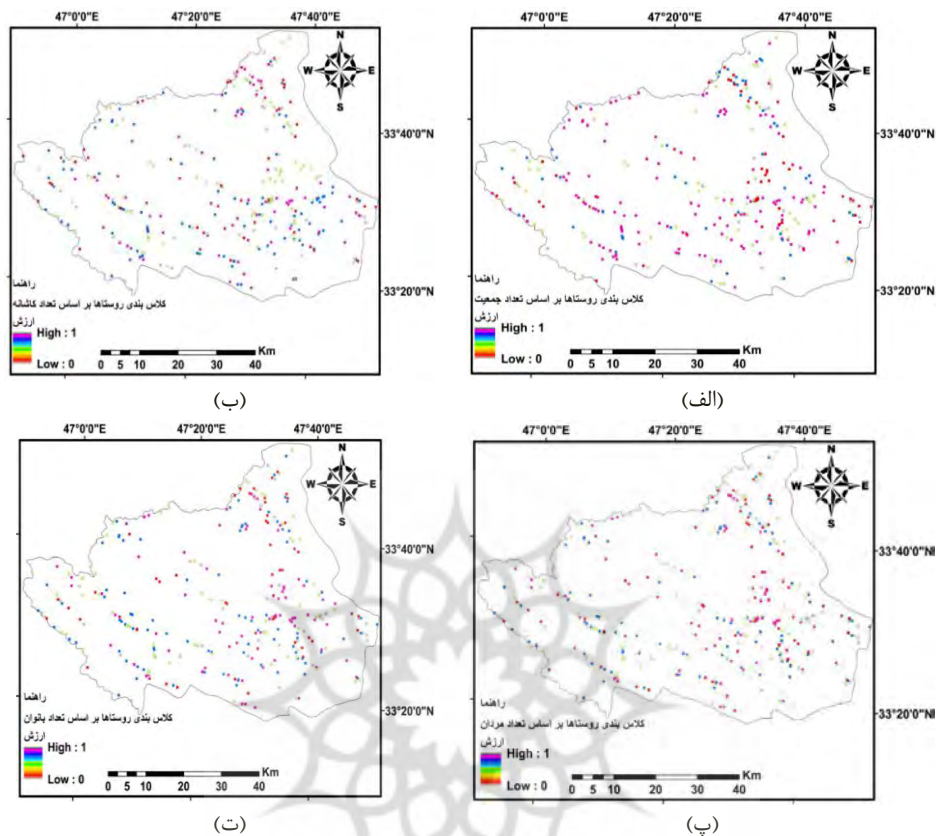 47°0'0"E 47°20'0"E 47°40'0"E
N
W E
S
راهنما
کلاس بندی روستاها بر اساس تعداد کاشانه
ارزش
High : 1
Low : 0
Km
0 5 10 20 30 40
(ب)
47°0'0"E 47°20'0"E 47°40'0"E
N
W E
S
33°40'0"N
33°20'0"N
راهنما
کلاس بندی روستاها بر اساس تعداد جمعیت
ارزش
High : 1
Low : 0
Km
0 5 10 20 30 40
(الف)
47°0'0"E 47°20'0"E 47°40'0"E
N
W E
S
33°40'0"N
33°20'0"N
راهنما
کلاس بندی روستاها بر اساس تعداد بانوان
ارزش
High : 1
Low : 0
Km
0 5 10 20 30 40
(ت)
47°0'0"E 47°20'0"E 47°40'0"E
N
W E
S
33°40'0"N
33°20'0"N
راهنما
کلاس بندی روستاها بر اساس تعداد مردان
ارزش
High : 1
Low : 0
Km
0 5 10 20 30 40
(پ)